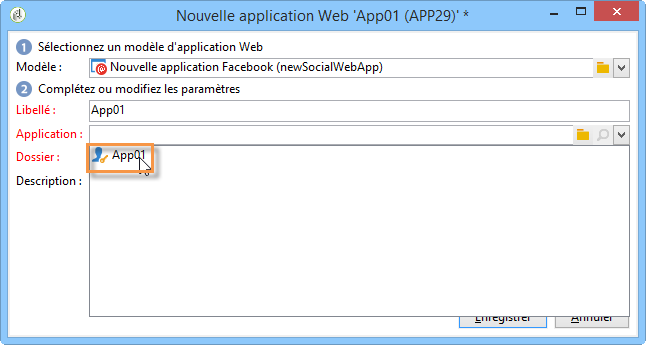 Nouvelle application Web 'App01 (APP29)' *
1 Sélectionnez un modèle d'application Web
Modèle : Nouvelle application Facebook (newSocialWebApp)
2 Complétez ou modifiez les paramètres
Libellé : App01
Application :
Dossier : App01
Description :
Enregistrer Annuler